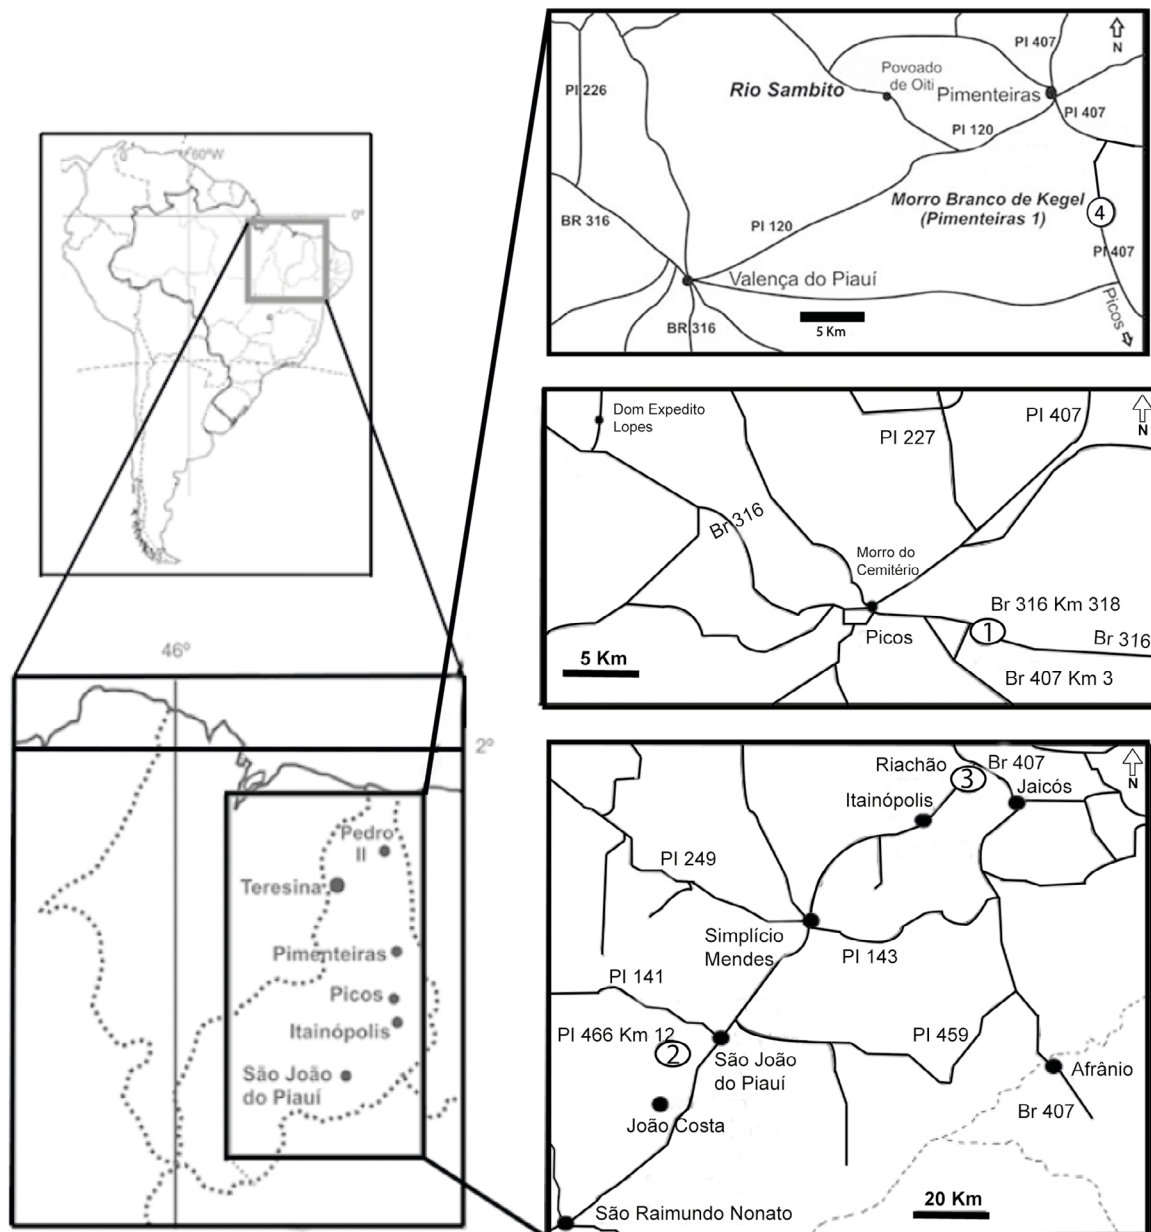 60ºW
0º
46º
2º
Pedro
II
Teresina
Pimenteiras
Picos
Itainópolis
São João
do Piauí
PI 407
N
PI 226
Rio Sambito
Povoado
de Oiti
Pimenteiras
PI 407
PI 120
Morro Branco de Kegel
(Pimenteiras 1)
BR 316
PI 120
4
PI 407
Valença do Piauí
5 Km
BR 316
Picos
Dom Expedito
Lopes
PI 227
PI 407
N
Br 316
Morro do
Cemitério
Br 316 Km 318
1
Picos
Br 316
5 Km
Br 407 Km 3
Riachão
3
Br 407
N
Itainópolis
Jaicós
PI 249
Simplício
Mendes
PI 143
PI 141
PI 466 Km 12
2
São João
do Piauí
PI 459
Afrânio
João Costa
Br 407
20 Km
São Raimundo Nonato